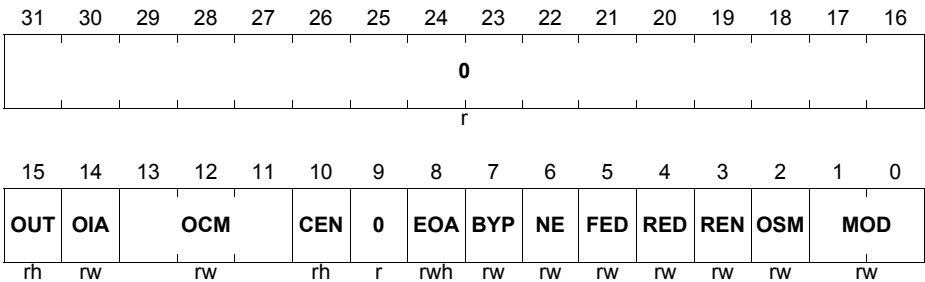 31 30 29 28 27 26 25 24 23 22 21 20 19 18 17 16
0
r
15 14 13 12 11 10 9 8 7 6 5 4 3 2 1 0
OUT OIA OCM CEN 0 EOA BYP NE FED RED REN OSM MOD
rh rw rw rh r rwh rw rw rw rw rw rw rw